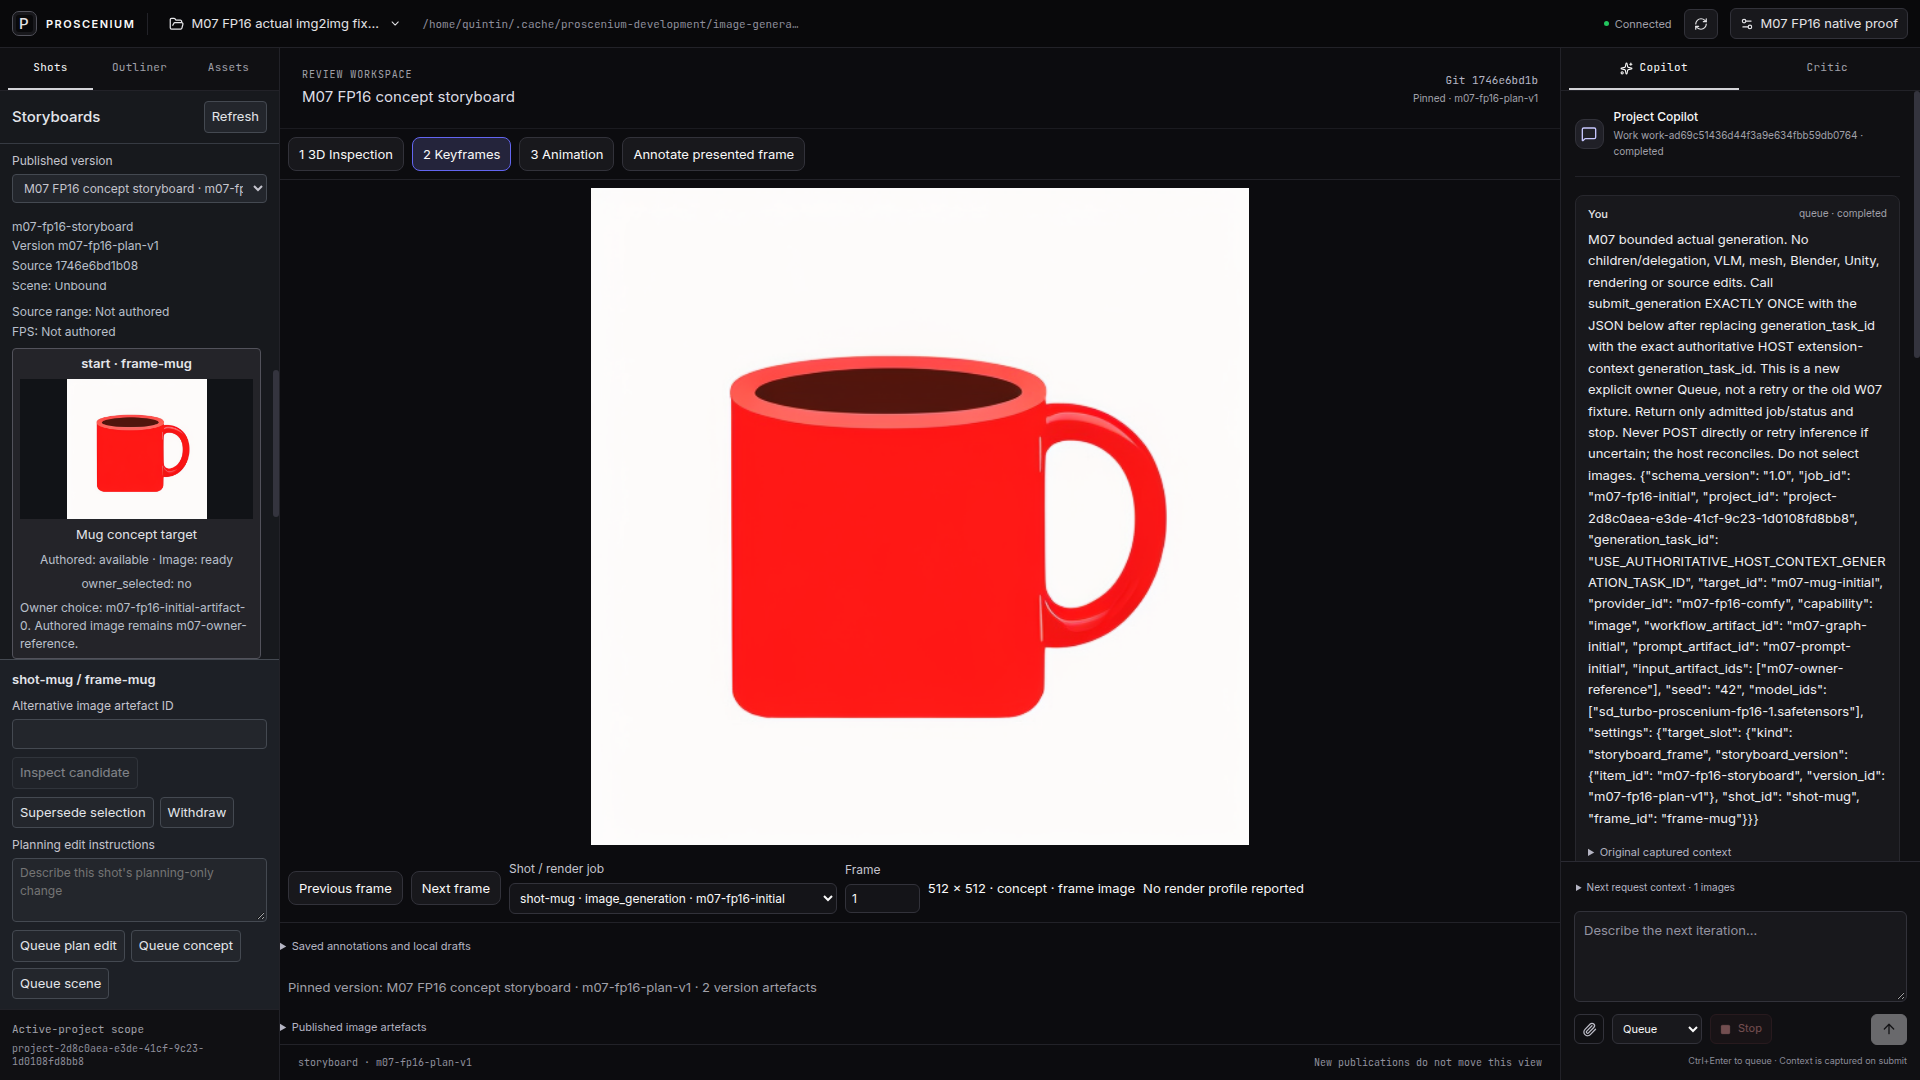 P PROSCENIUM
M07 FP16 actual img2img fix...
/home/quintin/.cache/proscenium-development/image-genera…
Connected
M07 FP16 native proof
Shots
Outliner
Assets
Storyboards
Refresh
Published version
M07 FP16 concept storyboard · m07-fp
m07-fp16-storyboard
Version m07-fp16-plan-v1
Source 1746e6bd1b08
Scene: Unbound
Source range: Not authored
FPS: Not authored
start · frame-mug
Mug concept target
Authored: available · Image: ready
owner_selected: no
Owner choice: m07-fp16-initial-artifact-
0. Authored image remains m07-owner-
reference.
shot-mug / frame-mug
Alternative image artefact ID
Inspect candidate
Supersede selection
Withdraw
Planning edit instructions
Describe this shot's planning-only
change
Queue plan edit
Queue concept
Queue scene
Active-project scope
project-2d8c0aea-e3de-41cf-9c23-
1d0108fd8bb8
REVIEW WORKSPACE
M07 FP16 concept storyboard
Git 1746e6bd1b
Pinned · m07-fp16-plan-v1
1 3D Inspection
2 Keyframes
3 Animation
Annotate presented frame
Previous frame
Next frame
Shot / render job
shot-mug · image_generation · m07-fp16-initial
Frame
1
512 × 512 · concept · frame image
No render profile reported
Saved annotations and local drafts
Pinned version: M07 FP16 concept storyboard · m07-fp16-plan-v1 · 2 version artefacts
Published image artefacts
storyboard · m07-fp16-plan-v1
New publications do not move this view
Copilot
Critic
Project Copilot
Work work-ad69c51436d44f3a9e634fbb59db0764 ·
completed
You
queue · completed
M07 bounded actual generation. No
children/delegation, VLM, mesh, Blender, Unity,
rendering or source edits. Call
submit_generation EXACTLY ONCE with the
JSON below after replacing generation_task_id
with the exact authoritative HOST extension-
context generation_task_id. This is a new
explicit owner Queue, not a retry or the old W07
fixture. Return only admitted job/status and
stop. Never POST directly or retry inference if
uncertain; the host reconciles. Do not select
images. {"schema_version": "1.0", "job_id":
"m07-fp16-initial", "project_id": "project-
2d8c0aea-e3de-41cf-9c23-1d0108fd8bb8",
"generation_task_id":
"USE_AUTHORITATIVE_HOST_CONTEXT_GENER
ATION_TASK_ID", "target_id": "m07-mug-initial",
"provider_id": "m07-fp16-comfy", "capability":
"image", "workflow_artifact_id": "m07-graph-
initial", "prompt_artifact_id": "m07-prompt-
initial", "input_artifact_ids": ["m07-owner-
reference"], "seed": "42", "model_ids":
["sd_turbo-proscenium-fp16-1.safetensors"],
"settings": {"target_slot": {"kind":
"storyboard_frame", "storyboard_version":
{"item_id": "m07-fp16-storyboard", "version_id":
"m07-fp16-plan-v1"}, "shot_id": "shot-mug",
"frame_id": "frame-mug"}}}
Original captured context
Next request context · 1 images
Describe the next iteration...
Queue
Stop
Ctrl+Enter to queue · Context is captured on submit